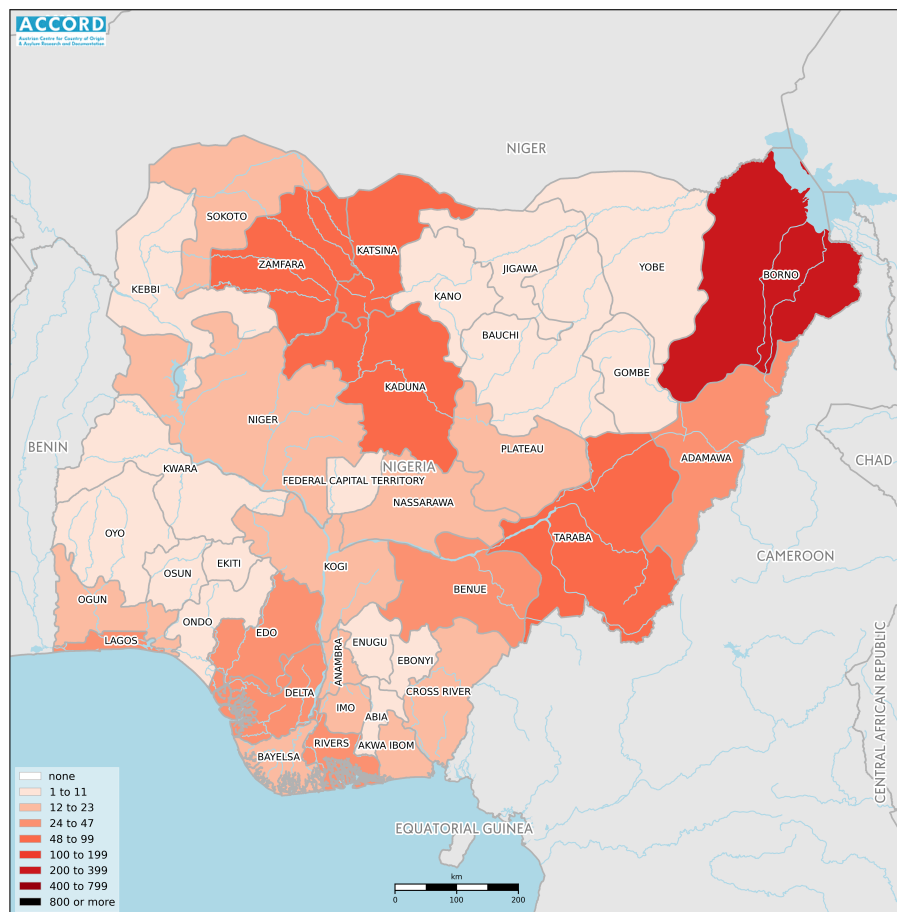 ACCORD
Austrian Centre for Country of Origin
& Asylum Research and Documentation
NIGER
SOKOTO
KATSINA
ZAMFARA
JIGAWA
YOBE
BORNO
KEBBI
KANO
BAUCHI
GOMBE
KADUNA
NIGER
BENIN
PLATEAU
ADAMAWA
CHAD
KWARA
NIGERIA
FEDERAL CAPITAL TERRITORY
NASSARAWA
OYO
TARABA
CAMEROON
EKITI
KOGI
OSUN
BENUE
OGUN
ONDO
EDO
LAGOS
ENUGU
ANAMBRA
EBONYI
CROSS RIVER
DELTA
IMO
ABIA
CENTRAL AFRICAN REPUBLIC
RIVERS
AKWA IBOM
BAYELSA
EQUATORIAL GUINEA
none
1 to 11
12 to 23
24 to 47
48 to 99
100 to 199
200 to 399
400 to 799
800 or more
km
0 100 200